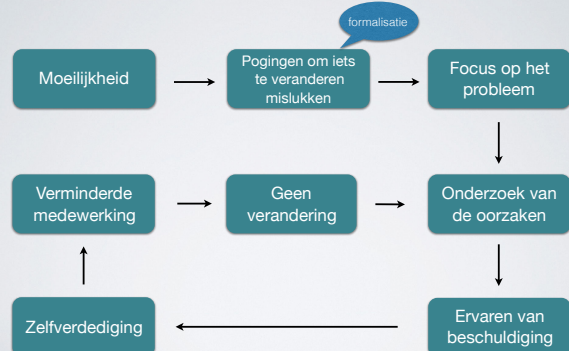 formalisatie
Moeilijkheid
Pogingen om iets
te veranderen
mislukken
Focus op het
probleem
Verminderde
medewerking
Geen
verandering
Onderzoek van
de oorzaken
Zelfverdediging
Ervaren van
beschuldiging